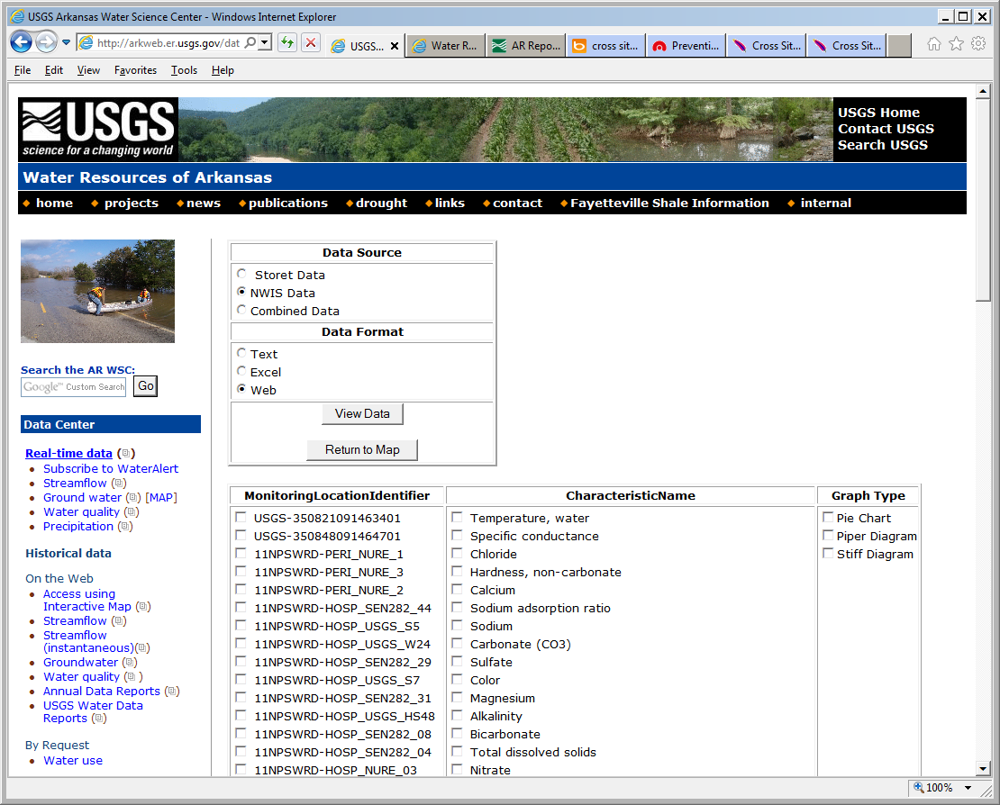 USGS Arkansas Water Science Center - Windows Internet Explorer
http://arkweb.er.usgs.gov/dat
USGS...
Water R...
AR Repo...
cross sit...
Preventi...
Cross Sit...
Cross Sit...
File Edit View Favorites Tools Help
USGS
science for a changing world
USGS Home
Contact USGS
Search USGS
Water Resources of Arkansas
home projects news publications drought links contact Fayetteville Shale Information internal
Search the AR WSC:
Google™ Custom Search Go
Data Center
Real-time data ( )
Subscribe to WaterAlert
Streamflow ( )
Ground water ( ) [MAP]
Water quality ( )
Precipitation ( )
Historical data
On the Web
Access using
Interactive Map ( )
Streamflow ( )
Streamflow
(instantaneous)( )
Groundwater ( )
Water quality ( )
Annual Data Reports ( )
USGS Water Data
Reports ( )
By Request
Water use
Data Source
Storet Data
NWIS Data
Combined Data
Data Format
Text
Excel
Web
View Data
Return to Map
MonitoringLocationIdentifier CharacteristicName Graph Type
USGS-350821091463401 Temperature, water Pie Chart
USGS-350848091464701 Specific conductance Piper Diagram
11NPSWRD-PERI_NURE_1 Chloride Stiff Diagram
11NPSWRD-PERI_NURE_3 Hardness, non-carbonate
11NPSWRD-PERI_NURE_2 Calcium
11NPSWRD-HOSP_SEN282_44 Sodium adsorption ratio
11NPSWRD-HOSP_USGS_S5 Sodium
11NPSWRD-HOSP_USGS_W24 Carbonate (CO3)
11NPSWRD-HOSP_SEN282_29 Sulfate
11NPSWRD-HOSP_USGS_S7 Color
11NPSWRD-HOSP_SEN282_31 Magnesium
11NPSWRD-HOSP_USGS_HS48 Alkalinity
11NPSWRD-HOSP_SEN282_08 Bicarbonate
11NPSWRD-HOSP_SEN282_04 Total dissolved solids
11NPSWRD-HOSP_NURE_03 Nitrate
100%